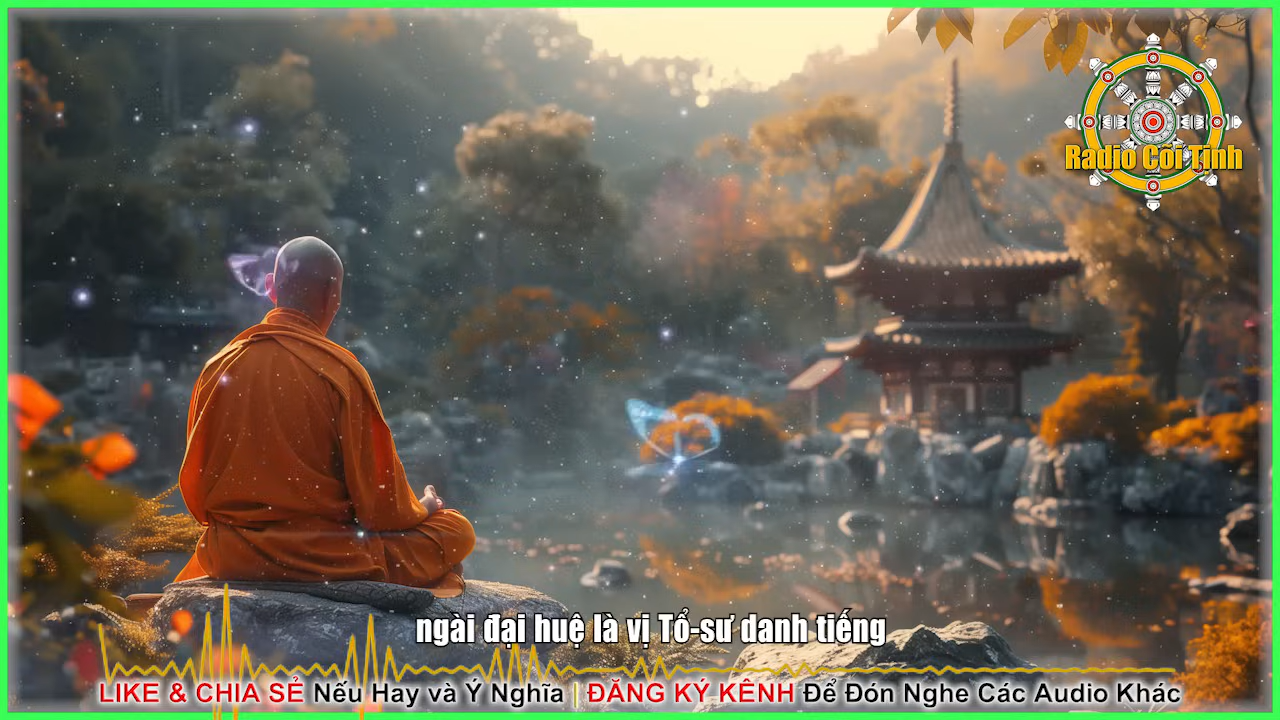 Radio Cõi Tịnh
ngài đại huệ là vị Tổ-sư danh tiếng
LIKE & CHIA SẺ Nếu Hay và Ý Nghĩa | ĐĂNG KÝ KÊNH Để Đón Nghe Các Audio Khác